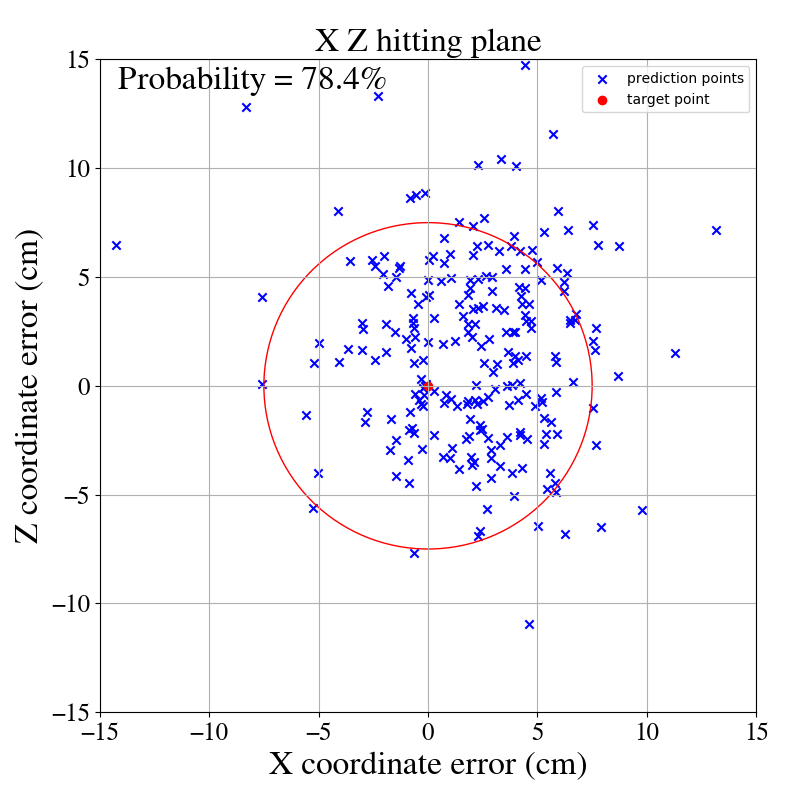 X Z hitting plane
Probability = 78.4%
prediction points
target point
Z coordinate error (cm)
15
10
5
0
−5
−10
−15
−15 −10 −5 0 5 10 15
X coordinate error (cm)